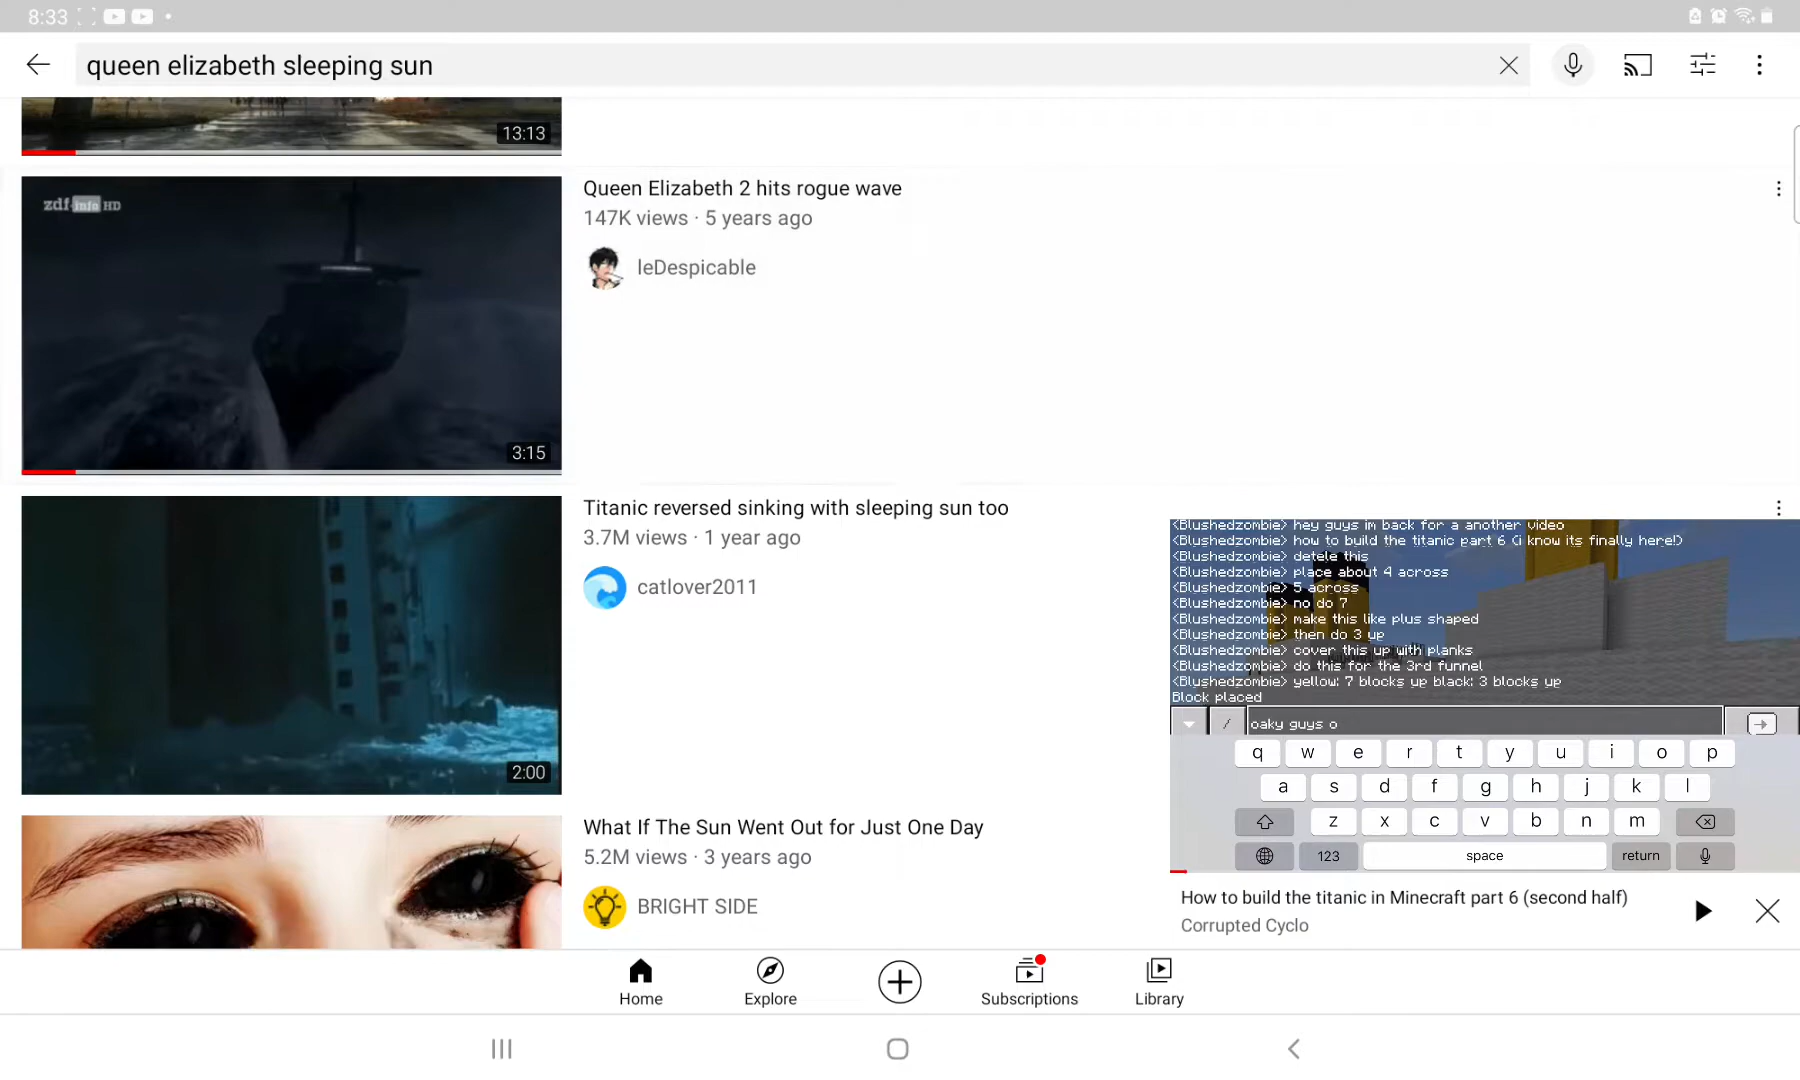 8:33
queen elizabeth sleeping sun
13:13
zdf info HD
3:15
Queen Elizabeth 2 hits rogue wave
147K views · 5 years ago
leDespicable
2:00
Titanic reversed sinking with sleeping sun too
3.7M views · 1 year ago
catlover2011
What If The Sun Went Out for Just One Day
5.2M views · 3 years ago
BRIGHT SIDE
<Blushedzombie> hey guys im back for a another video
<Blushedzombie> how to build the titanic part 6 (i know its finally here!)
<Blushedzombie> detele this
<Blushedzombie> place about 4 across
<Blushedzombie> 5 across
<Blushedzombie> no do 7
<Blushedzombie> make this like plus shaped
<Blushedzombie> then do 3 up
<Blushedzombie> cover this up with planks
<Blushedzombie> do this for the 3rd funnel
<Blushedzombie> yellow: 7 blocks up black: 3 blocks up
Block placed
/ oaky guys o
q w e r t y u i o p
a s d f g h j k l
z x c v b n m
123 space return
How to build the titanic in Minecraft part 6 (second half)
Corrupted Cyclo
Home Explore Subscriptions Library